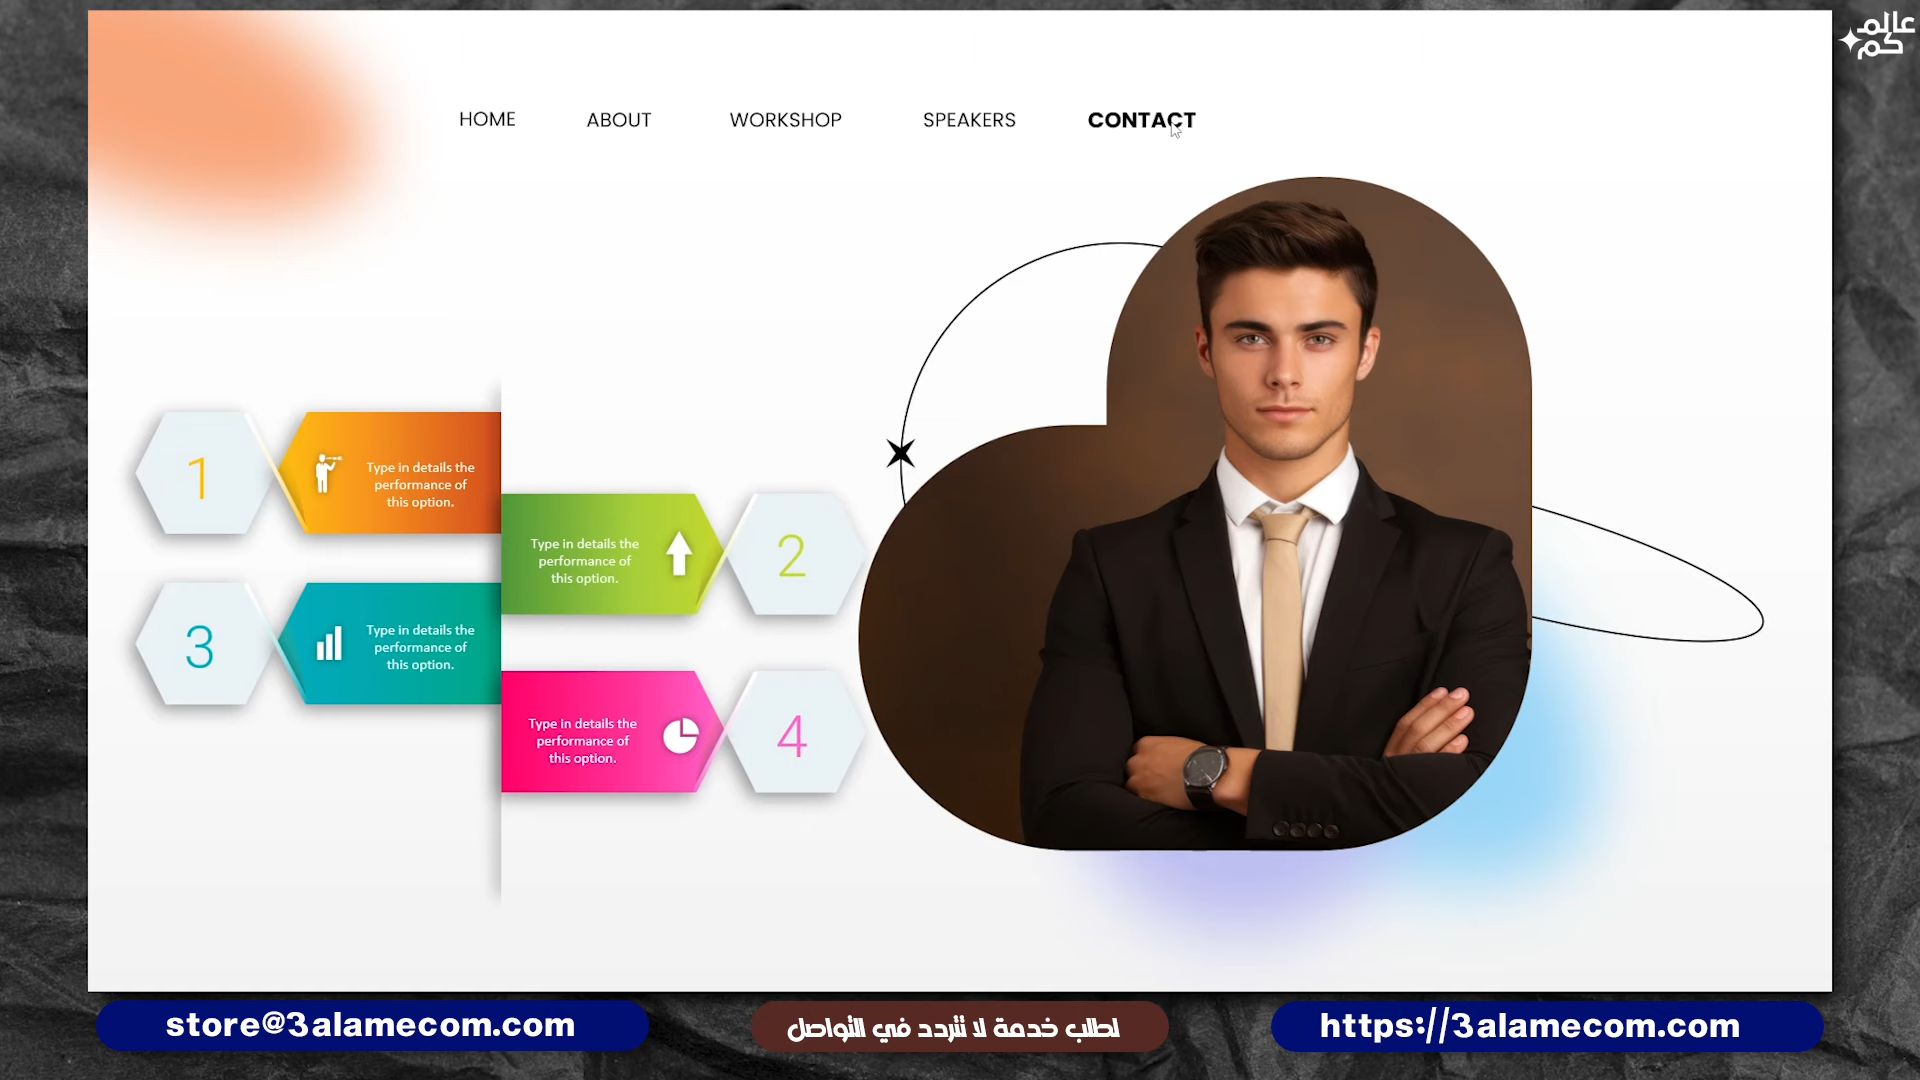 عالم
كم
HOME
ABOUT
WORKSHOP
SPEAKERS
CONTACT
1
Type in details the
performance of
this option.
Type in details the
performance of
this option.
2
3
Type in details the
performance of
this option.
Type in details the
performance of
this option.
4
store@3alamecom.com
لطلب خدمة لا تتردد في التواصل
https://3alamecom.com